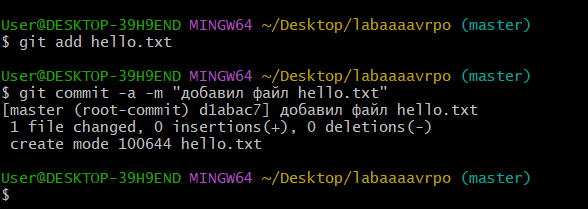 User@DESKTOP-39H9END MINGW64 ~/Desktop/labaaaavrpo (master)
$ git add hello.txt
User@DESKTOP-39H9END MINGW64 ~/Desktop/labaaaavrpo (master)
$ git commit -a -m "добавил файл hello.txt"
[master (root-commit) d1abac7] добавил файл hello.txt
1 file changed, 0 insertions(+), 0 deletions(-)
create mode 100644 hello.txt
User@DESKTOP-39H9END MINGW64 ~/Desktop/labaaaavrpo (master)
$